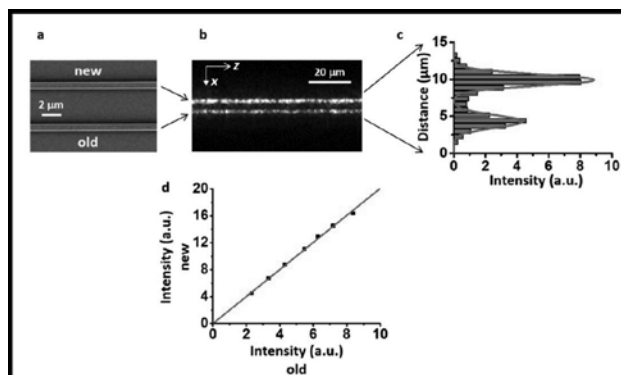 a
new
2 μm
old
b
z
x
20 μm
c
Distance (μm)
15
10
5
0
0 2 4 6 8 10
Intensity (a.u.)
d
Intensity (a.u.)
new
20
16
12
8
4
0
0 2 4 6 8 10
Intensity (a.u.)
old